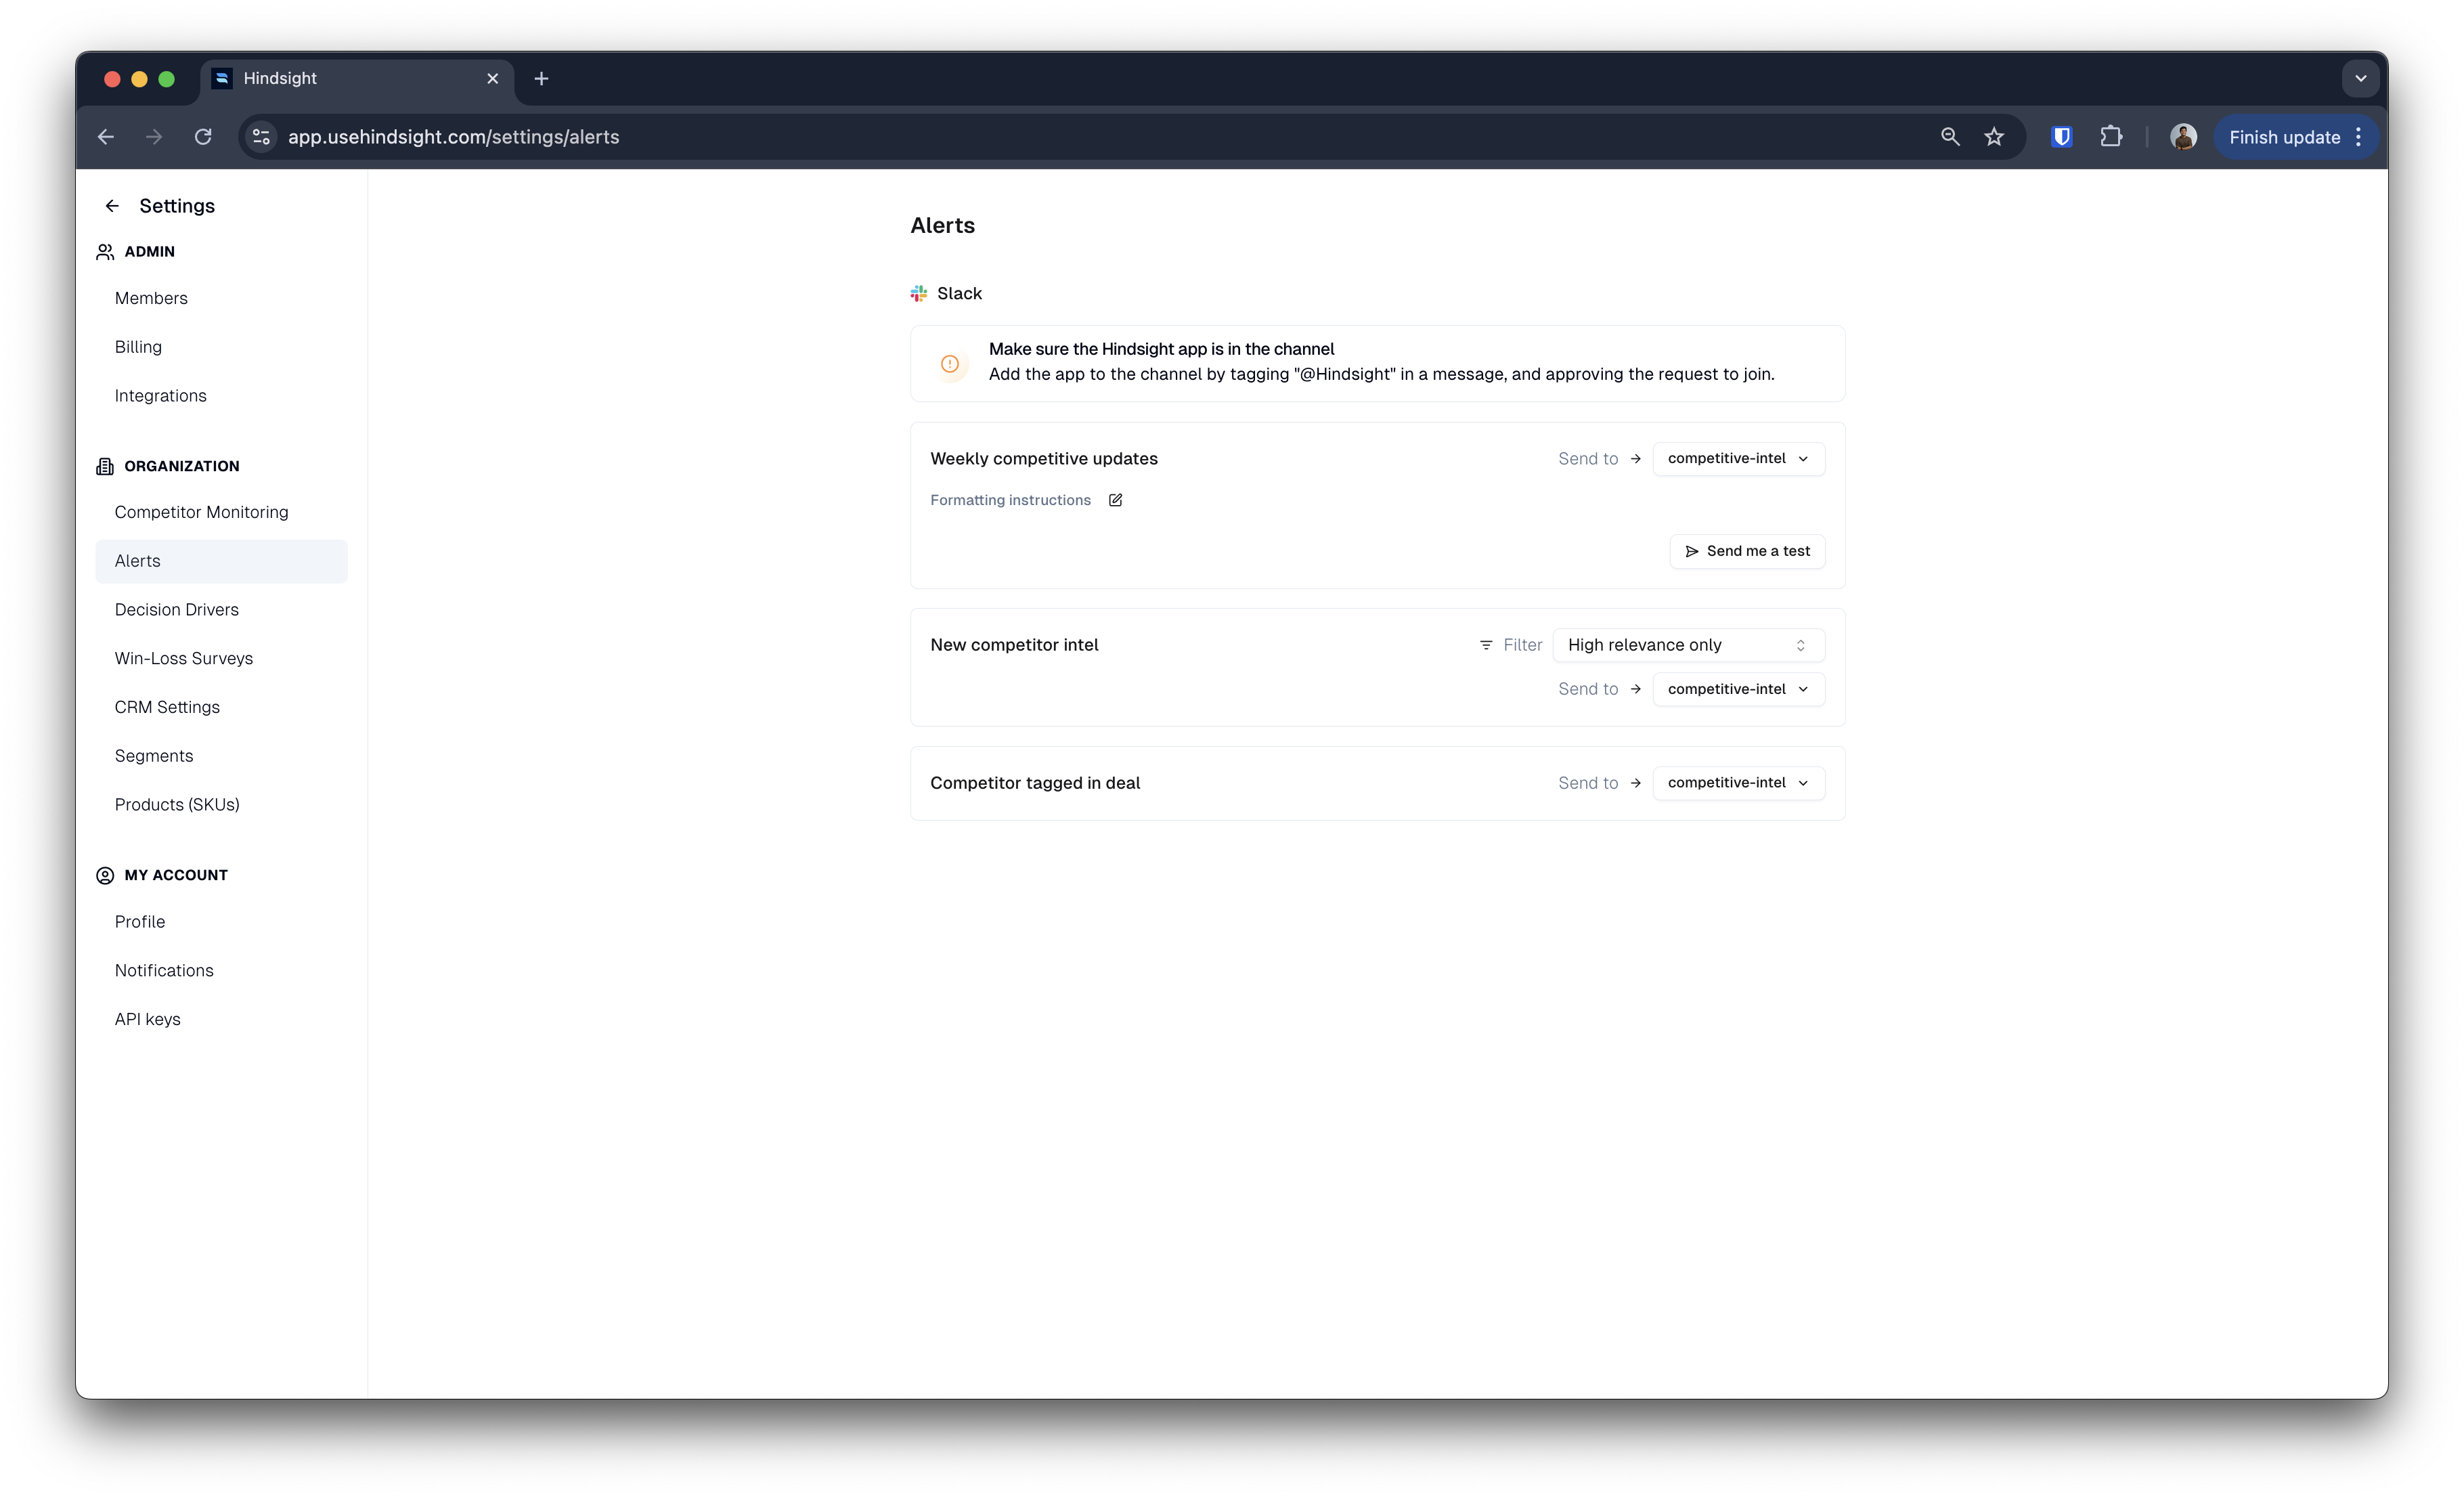 Hindsight
app.usehindsight.com/settings/alerts
Finish update
Settings
ADMIN
Members
Billing
Integrations
ORGANIZATION
Competitor Monitoring
Alerts
Decision Drivers
Win-Loss Surveys
CRM Settings
Segments
Products (SKUs)
MY ACCOUNT
Profile
Notifications
API keys
Alerts
Slack
Make sure the Hindsight app is in the channel
Add the app to the channel by tagging "@Hindsight" in a message, and approving the request to join.
Weekly competitive updates
Send to → competitive-intel
Formatting instructions
Send me a test
New competitor intel
Filter High relevance only
Send to → competitive-intel
Competitor tagged in deal
Send to → competitive-intel